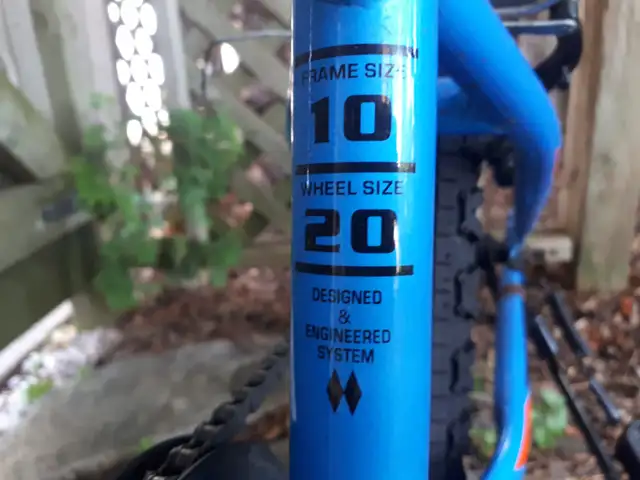 FRAME SIZE
10
WHEEL SIZE
20
DESIGNED
&
ENGINEERED
SYSTEM